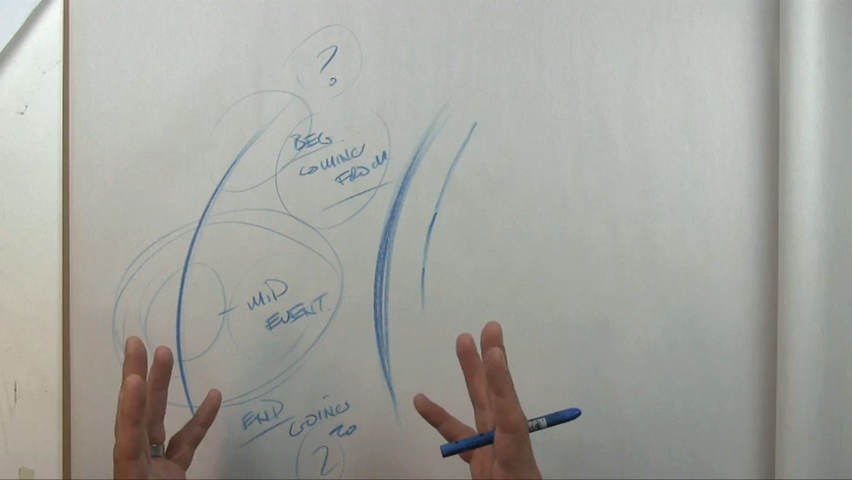 ?
BEG.
COMING
FROM
- MID
EVENT
END GOING
TO
?